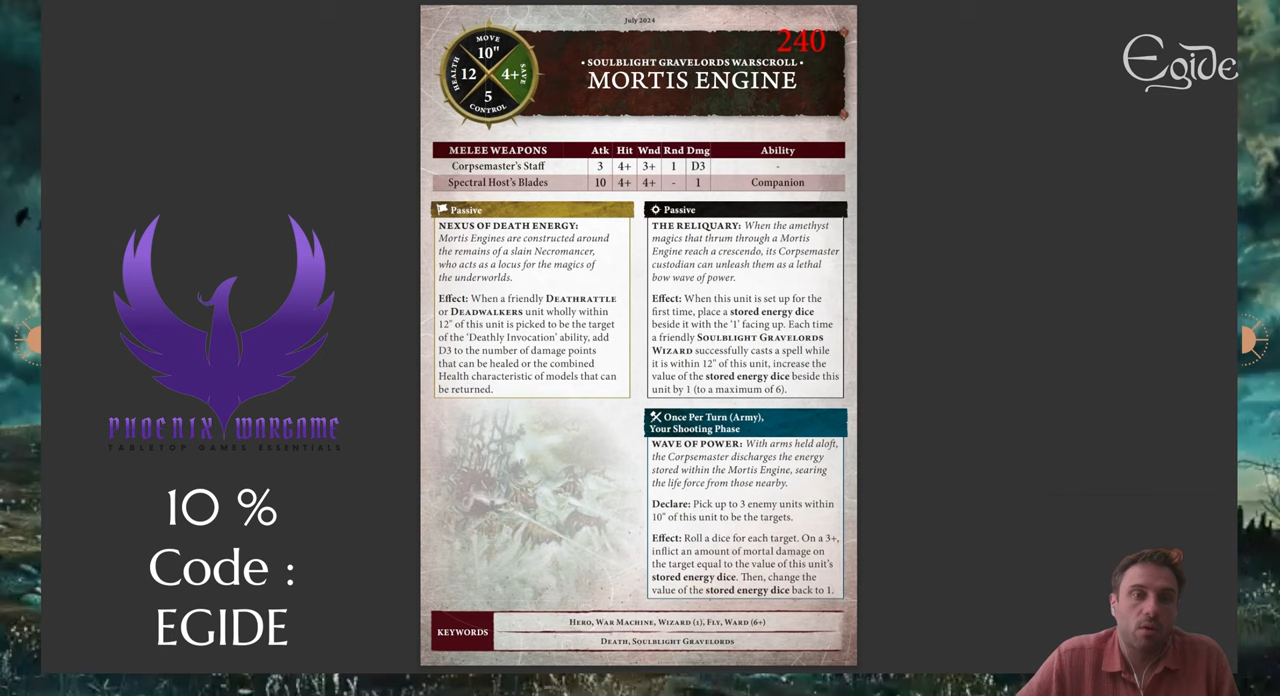 July 2024
240
• SOULBLIGHT GRAVELORDS WARSCROLL •
MORTIS ENGINE
MOVE
10"
HEALTH
12
4+
SAVE
5
CONTROL
MELEE WEAPONS Atk Hit Wnd Rnd Dmg Ability
Corpsemaster's Staff 3 4+ 3+ 1 D3 -
Spectral Host's Blades 10 4+ 4+ - 1 Companion
Passive
NEXUS OF DEATH ENERGY:
Mortis Engines are constructed around
the remains of a slain Necromancer,
who acts as a locus for the magics of
the underworlds.
Effect: When a friendly DEATHRATTLE
or DEADWALKERS unit wholly within
12" of this unit is picked to be the target
of the 'Deathly Invocation' ability, add
D3 to the number of damage points
that can be healed or the combined
Health characteristic of models that can
be returned.
Passive
THE RELIQUARY: When the amethyst
magics that thrum through a Mortis
Engine reach a crescendo, its Corpsemaster
custodian can unleash them as a lethal
bow wave of power.
Effect: When this unit is set up for the
first time, place a stored energy dice
beside it with the '1' facing up. Each time
a friendly SOULBLIGHT GRAVELORDS
WIZARD successfully casts a spell while
it is within 12" of this unit, increase the
value of the stored energy dice beside this
unit by 1 (to a maximum of 6).
Once Per Turn (Army),
Your Shooting Phase
WAVE OF POWER: With arms held aloft,
the Corpsemaster discharges the energy
stored within the Mortis Engine, searing
the life force from those nearby.
Declare: Pick up to 3 enemy units within
10" of this unit to be the targets.
Effect: Roll a dice for each target. On a 3+,
inflict an amount of mortal damage on
the target equal to the value of this unit's
stored energy dice. Then, change the
value of the stored energy dice back to 1.
KEYWORDS
HERO, WAR MACHINE, WIZARD (1), FLY, WARD (6+)
DEATH, SOULBLIGHT GRAVELORDS
PHOENIX WARGAME
TABLETOP GAMES ESSENTIALS
10 %
Code :
EGIDE
Egide